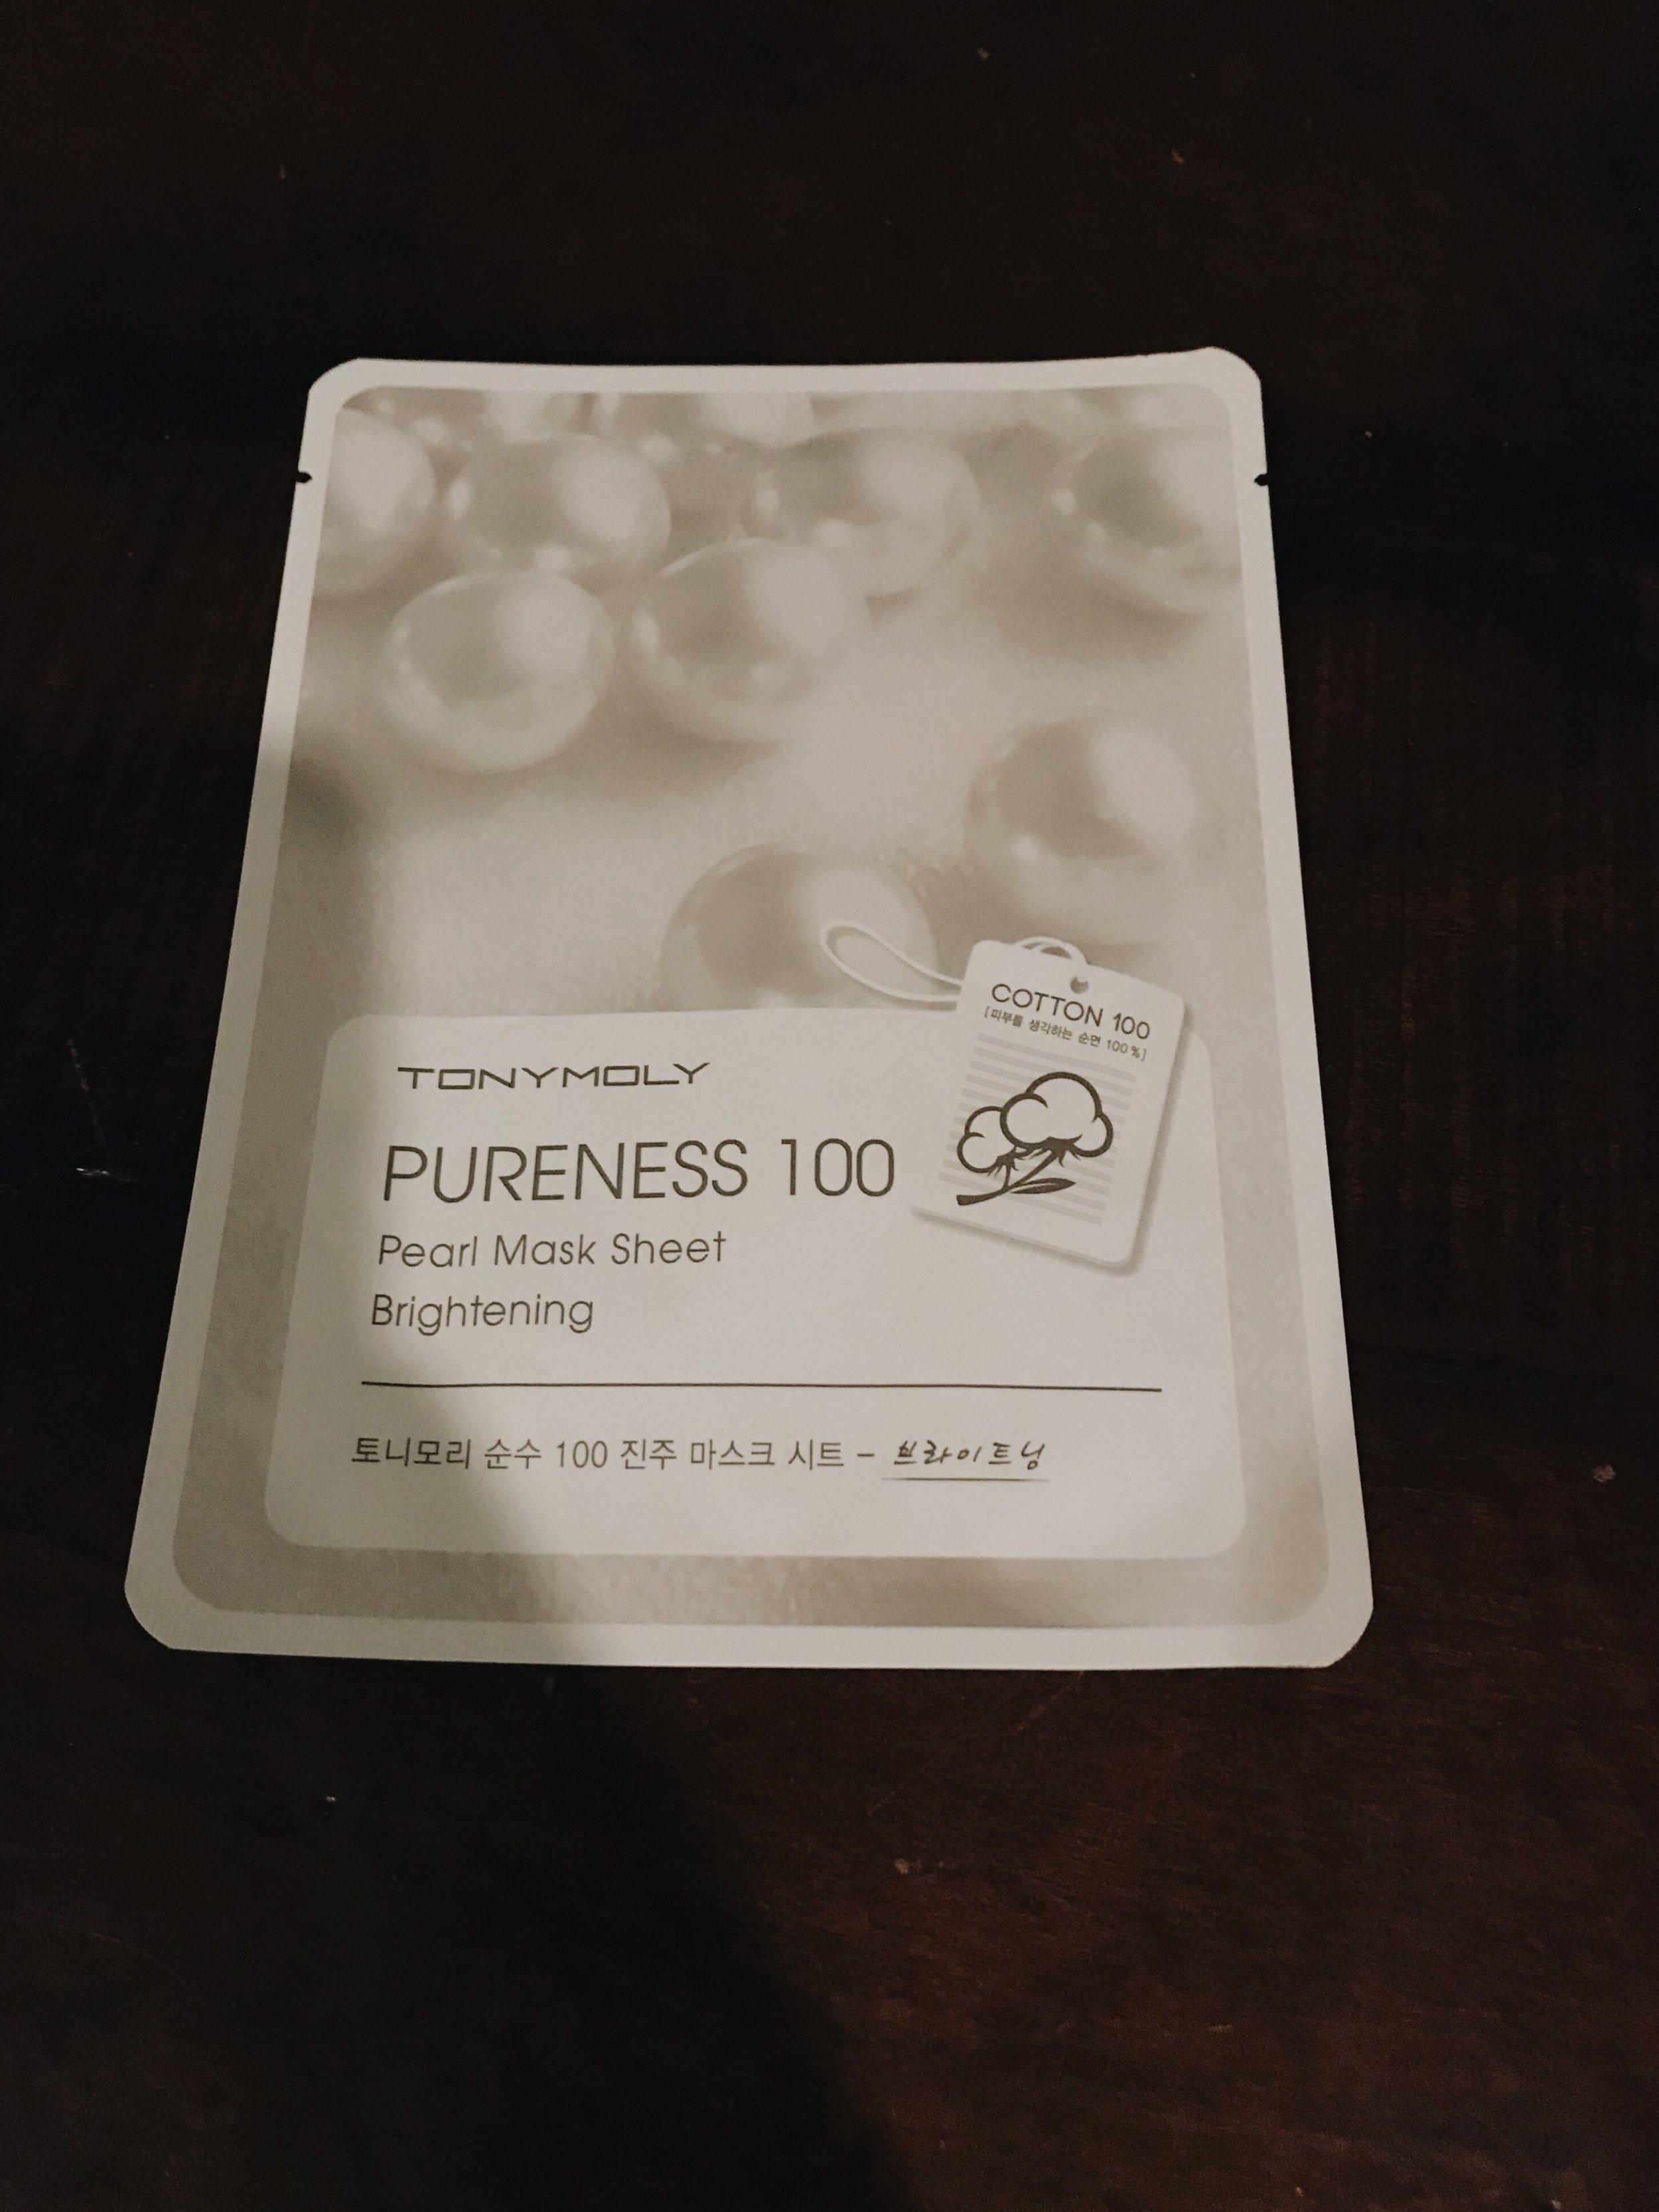 COTTON 100
[피부를 생각하는 순면 100%]
TONYMOLY
PURENESS 100
Pearl Mask Sheet
Brightening
토니모리 순수 100 진주 마스크 시트 – 브라이트닝